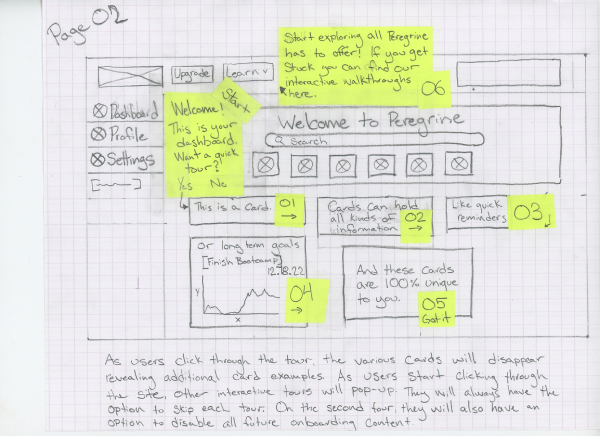 Page 02
Start exploring all Peregrine
has to offer! If you get
stuck you can find our
interactive walkthroughs
here.
06
Upgrade
Learn v
Start
Welcome!
This is your
dashboard.
Want a quick
tour?
Yes No
Dashboard
Profile
Settings
Welcome to Peregrine
Search
This is a card.
01
Cards can hold
all kinds of
information
02
Like quick
reminders
03
Or long term goals
[Finish Bootcamp]
12.18.22
Y
X
04
And these cards
are 100% unique
to you.
05
Got it
As users click through the tour, the various cards will disappear
revealing additional card examples. As users start clicking through
the site, other interactive tours will pop-up. They will always have the
option to skip each tour. On the second tour, they will also have an
option to disable all future onboarding content.